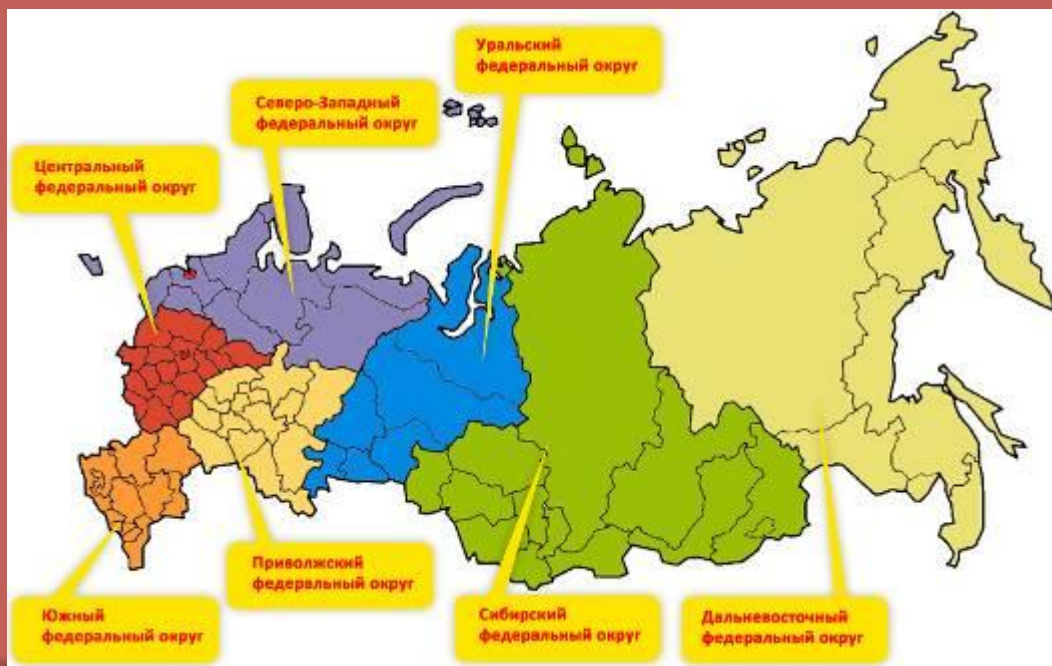 Уральский
федеральный округ
Северо-Западный
федеральный округ
Центральный
федеральный округ
Приволжский
федеральный округ
Южный
федеральный округ
Сибирский
федеральный округ
Дальневосточный
федеральный округ